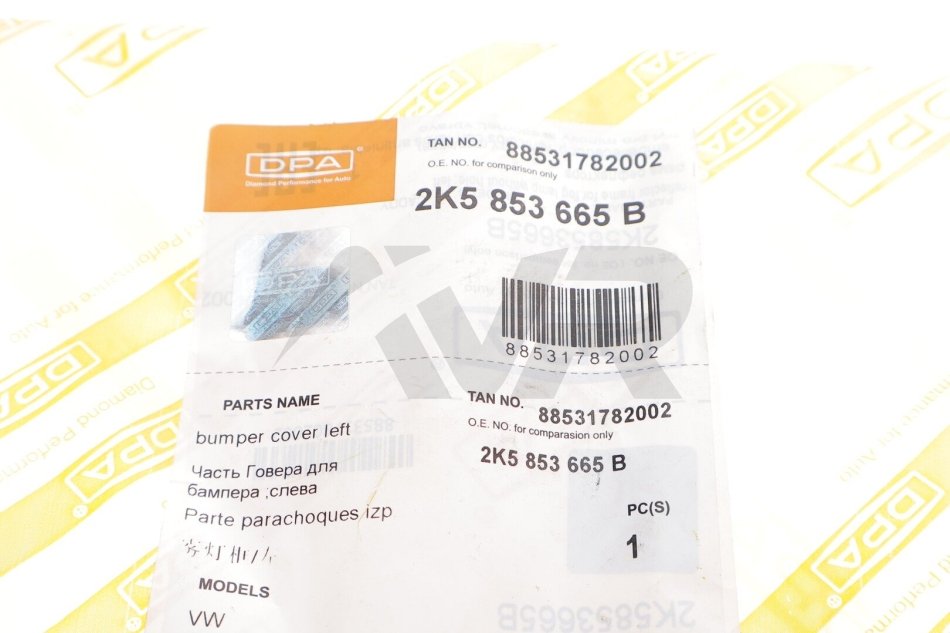 DPA
Diamond Performance for Auto
TAN NO. 88531782002
O.E. NO. for comparison only
2K5 853 665 B
88531782002
PARTS NAME
bumper cover left
Часть Говера для
бампера ;слева
Parte parachoques izp
MODELS
VW
TAN NO. 88531782002
O.E. NO. for comparasion only
2K5 853 665 B
PC(S)
1